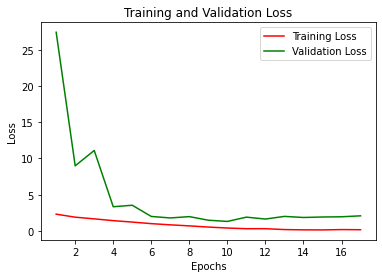 Training and Validation Loss
Training Loss
Validation Loss
25
20
15
10
5
0
Loss
2 4 6 8 10 12 14 16
Epochs